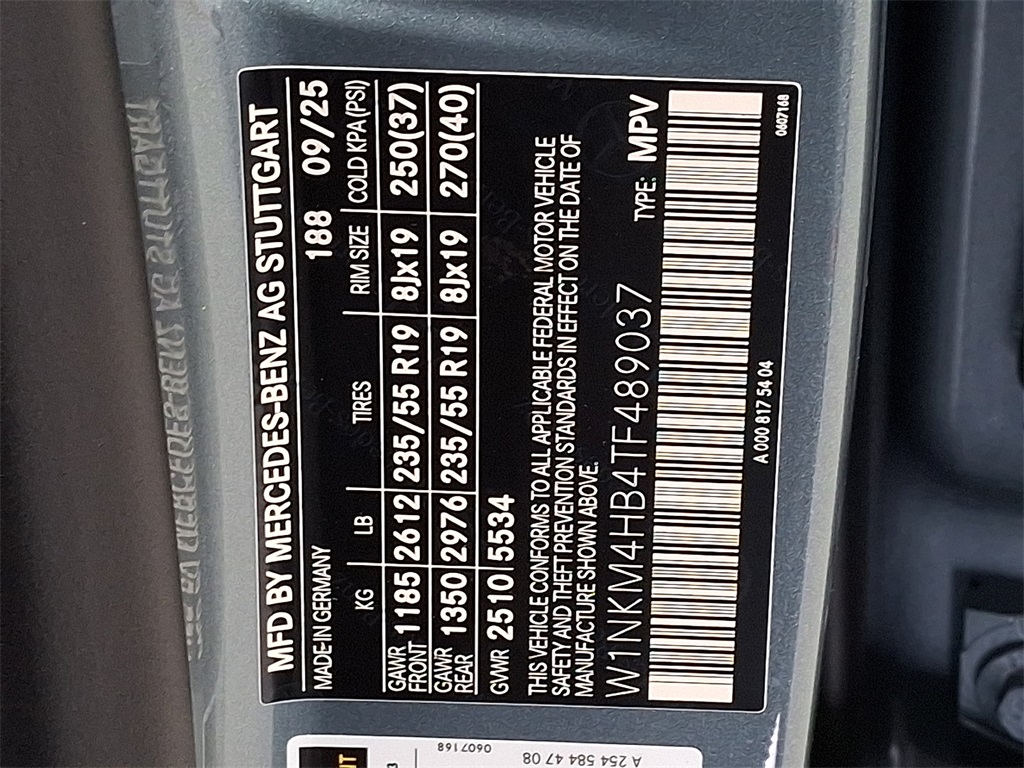 MFD BY MERCEDES-BENZ AG STUTTGART
MADE IN GERMANY 188 09/25
KG LB TIRES RIM SIZE COLD KPA(PSI)
GAWR FRONT 1185 2612 235/55 R19 8Jx19 250(37)
GAWR REAR 1350 2976 235/55 R19 8Jx19 270(40)
GVWR 2510 5534
THIS VEHICLE CONFORMS TO ALL APPLICABLE FEDERAL MOTOR VEHICLE
SAFETY AND THEFT PREVENTION STANDARDS IN EFFECT ON THE DATE OF
MANUFACTURE SHOWN ABOVE.
W1NKM4HB4TF489037 TYPE: MPV
A 000 817 54 04 0607168
0607168
A 254 584 47 08